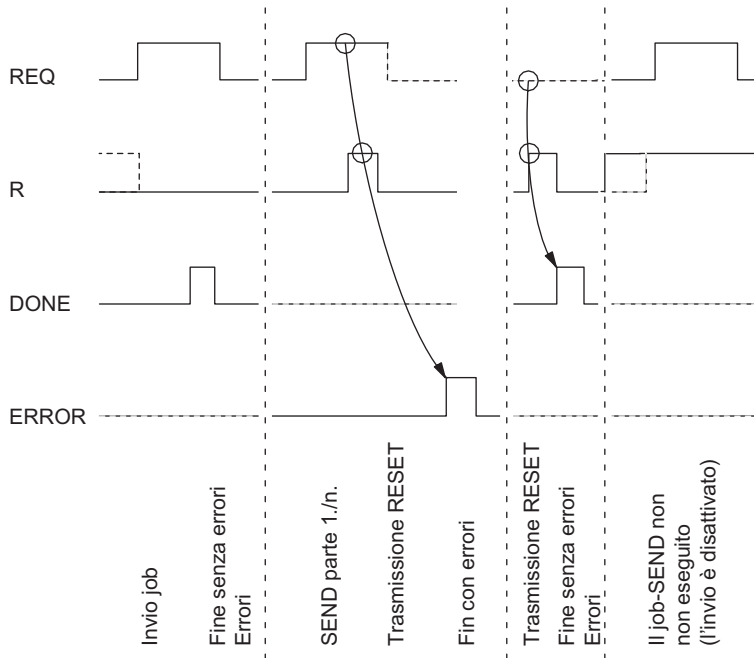 REQ
R
DONE
ERROR
Invio job
Fine senza errori
Errori
SEND parte 1./n.
Trasmissione RESET
Fin con errori
Trasmissione RESET
Fine senza errori
Errori
Il job-SEND non
non eseguito
(l'invio è disattivato)